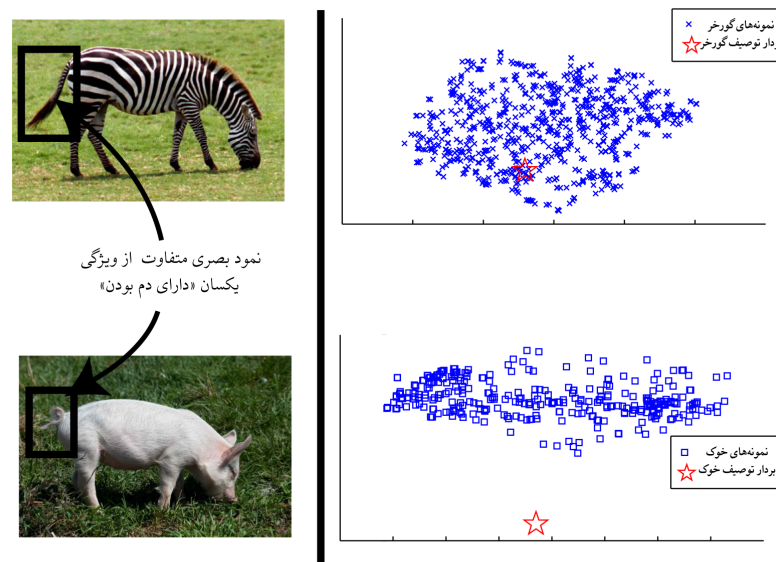 نمود بصری متفاوت از ویژگی
یکسان «دارای دم بودن»
نمونه‌های گورخر
توصیف گورخر
نمونه‌های خوک
بردار توصیف خوک